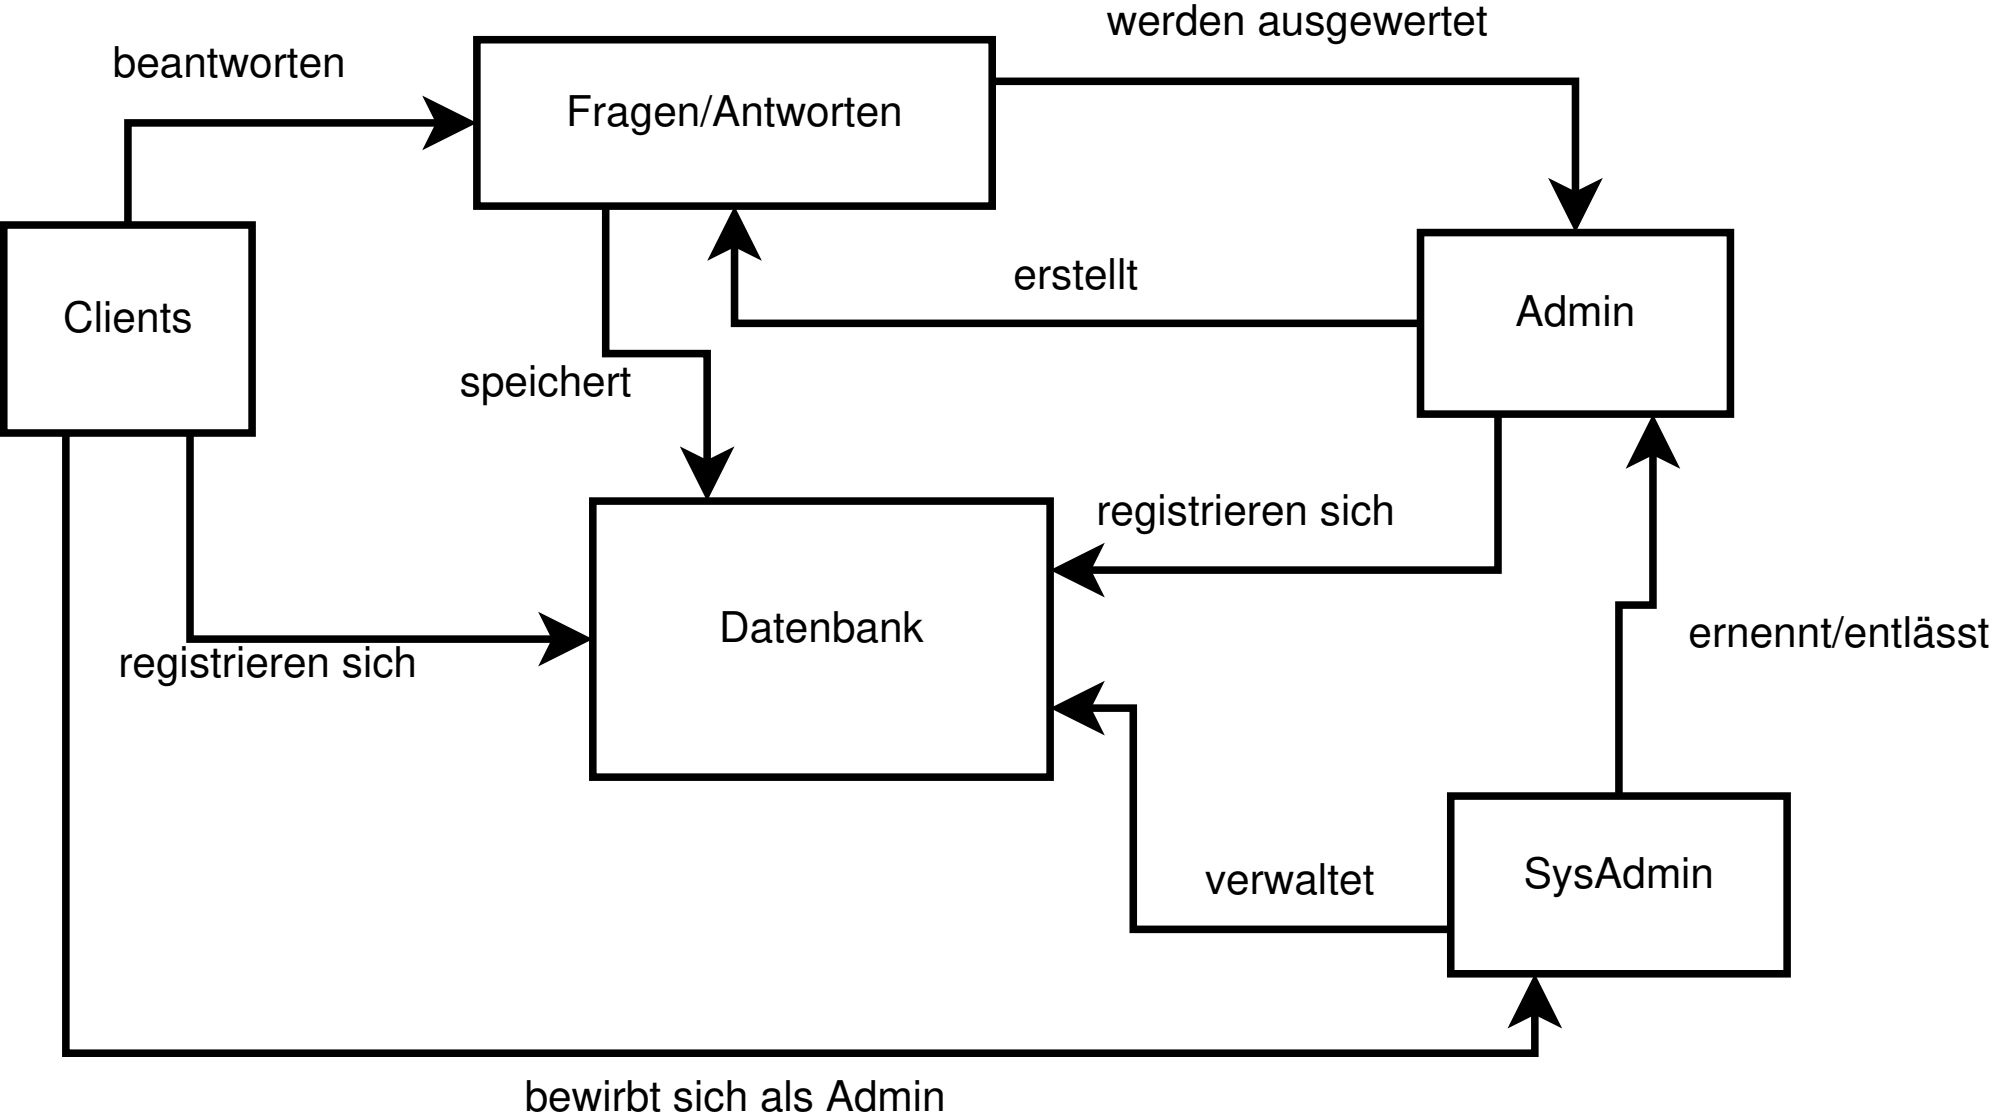 werden ausgewertet
beantworten
Fragen/Antworten
erstellt
Clients
Admin
speichert
registrieren sich
Datenbank
ernennt/entlässt
registrieren sich
verwaltet
SysAdmin
bewirbt sich als Admin